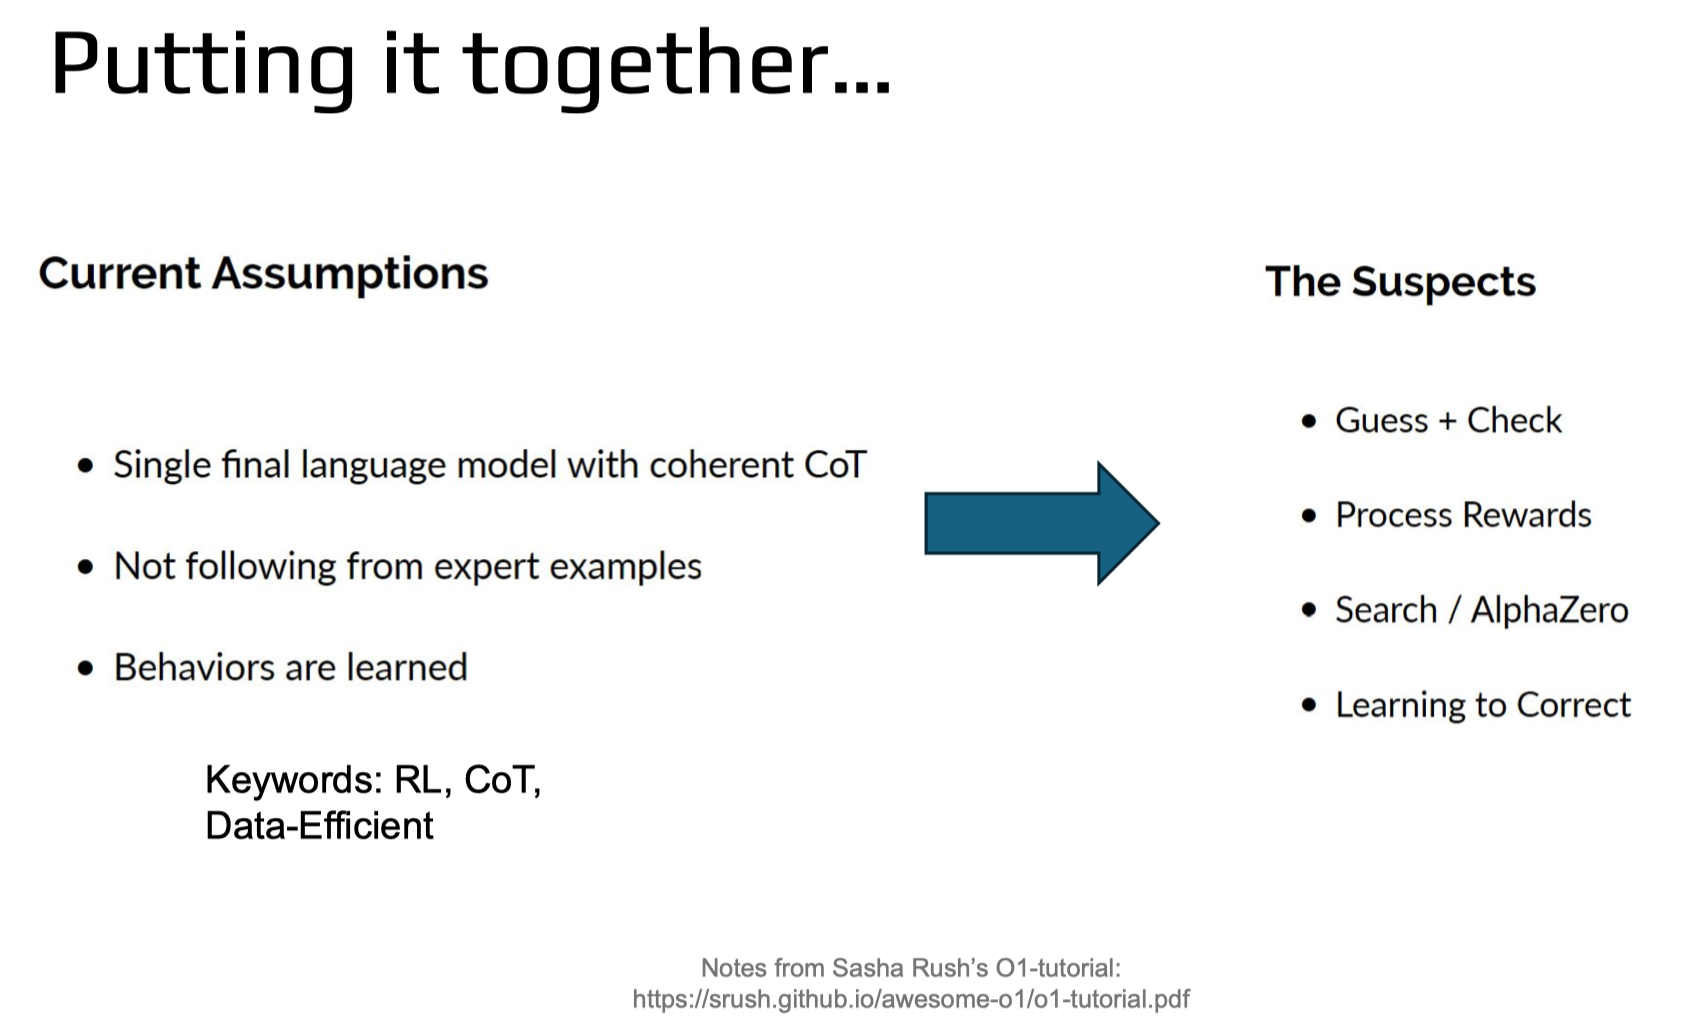 Putting it together...
Current Assumptions
• Single final language model with coherent CoT
• Not following from expert examples
• Behaviors are learned
Keywords: RL, CoT,
Data-Efficient
The Suspects
• Guess + Check
• Process Rewards
• Search / AlphaZero
• Learning to Correct
Notes from Sasha Rush’s O1-tutorial:
https://srush.github.io/awesome-o1/o1-tutorial.pdf